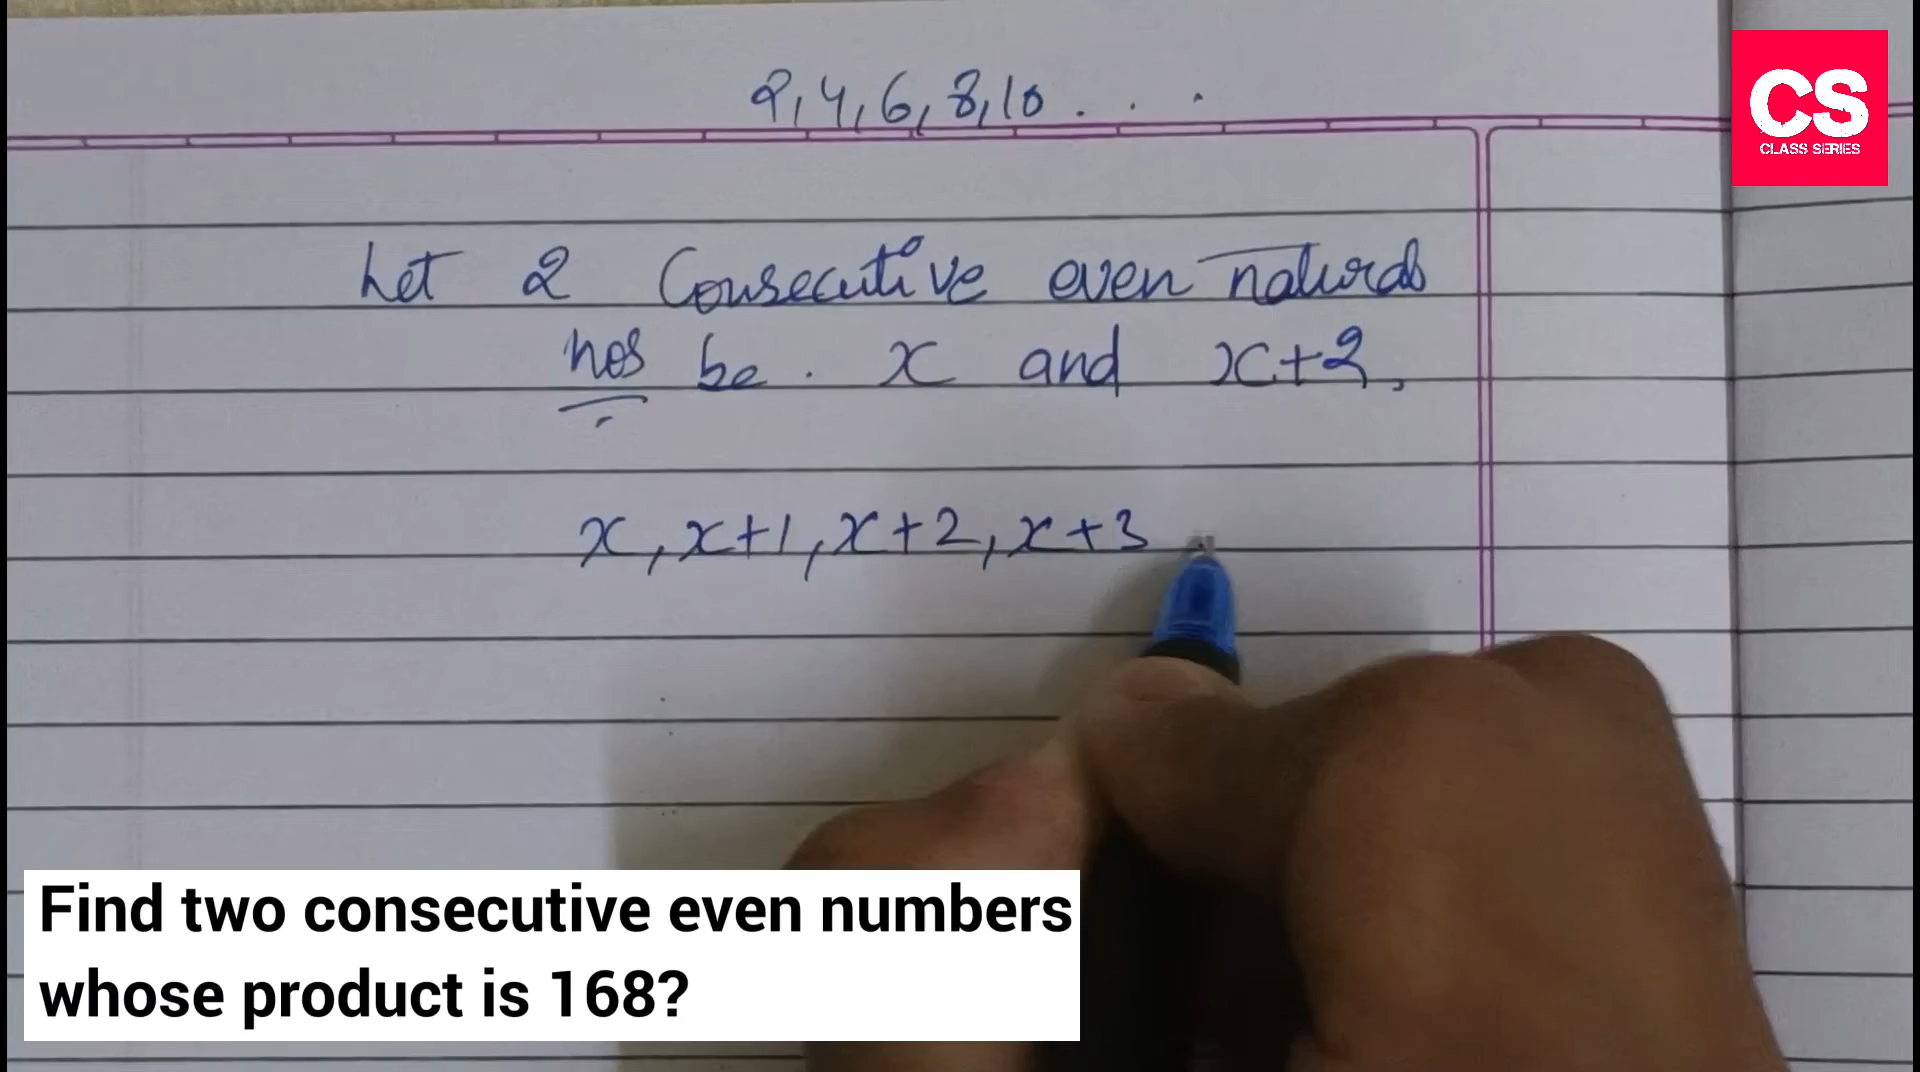 2, 4, 6, 8, 10 . . .
CS
CLASS SERIES
Let 2 Consecutive even natural
nos be . x and x+2,
x, x+1, x+2, x+3
Find two consecutive even numbers
whose product is 168?